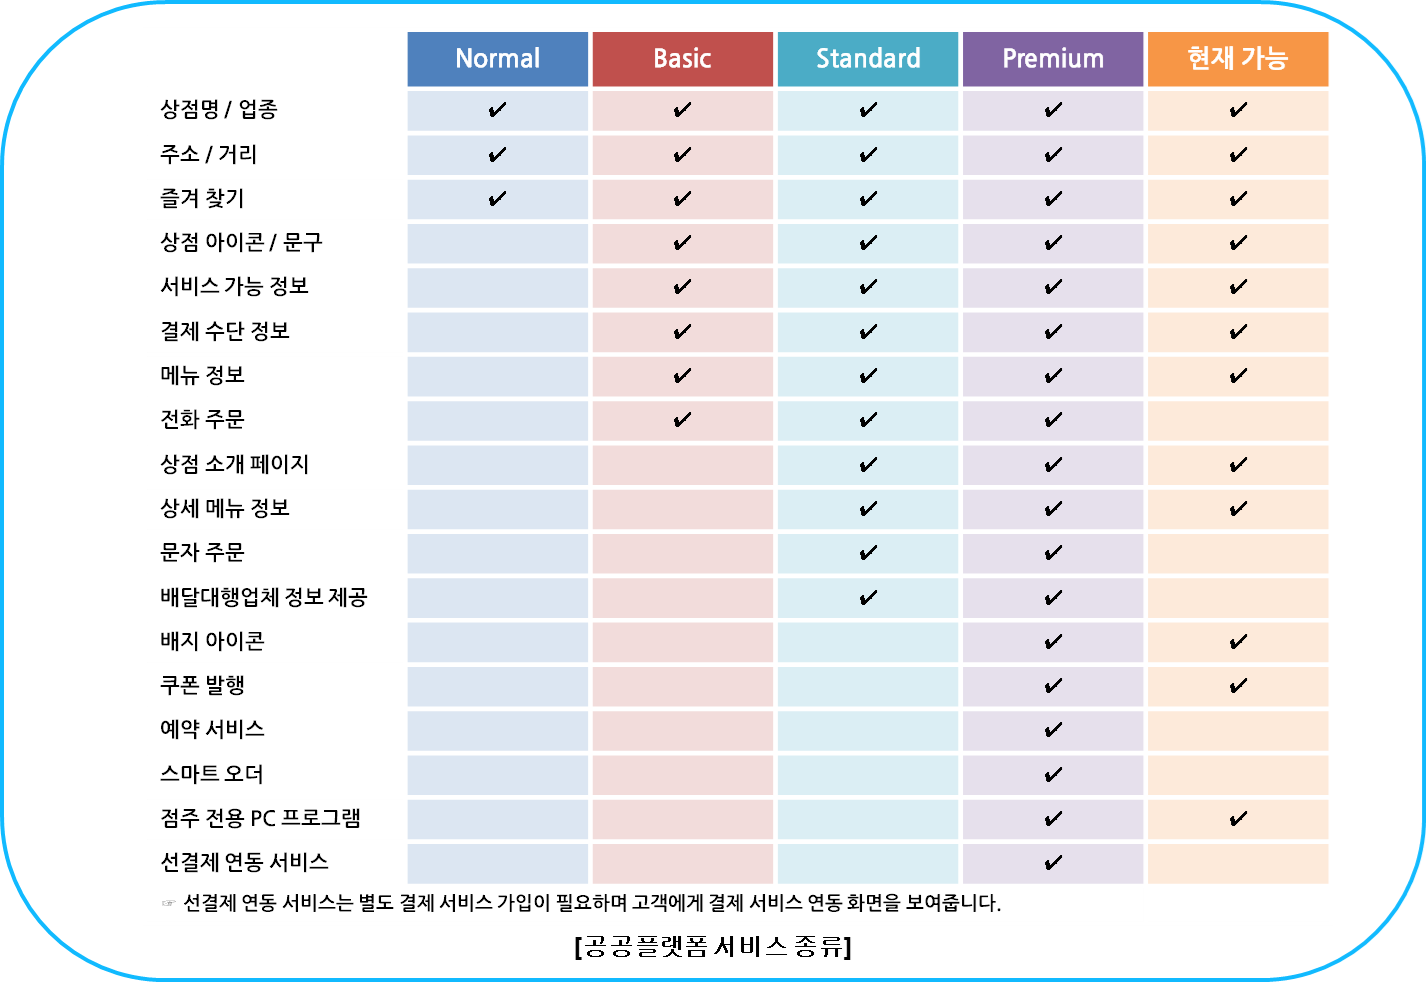 Normal Basic Standard Premium 현재 가능
상점명 / 업종 ✔ ✔ ✔ ✔ ✔
주소 / 거리 ✔ ✔ ✔ ✔ ✔
즐겨 찾기 ✔ ✔ ✔ ✔ ✔
상점 아이콘 / 문구 ✔ ✔ ✔ ✔
서비스 가능 정보 ✔ ✔ ✔ ✔
결제 수단 정보 ✔ ✔ ✔ ✔
메뉴 정보 ✔ ✔ ✔ ✔
전화 주문 ✔ ✔ ✔
상점 소개 페이지 ✔ ✔ ✔
상세 메뉴 정보 ✔ ✔ ✔
문자 주문 ✔ ✔
배달대행업체 정보 제공 ✔ ✔
배지 아이콘 ✔ ✔
쿠폰 발행 ✔ ✔
예약 서비스 ✔
스마트 오더 ✔
점주 전용 PC 프로그램 ✔ ✔
선결제 연동 서비스 ✔
☞ 선결제 연동 서비스는 별도 결제 서비스 가입이 필요하며 고객에게 결제 서비스 연동 화면을 보여줍니다.
[공공플랫폼 서비스 종류]